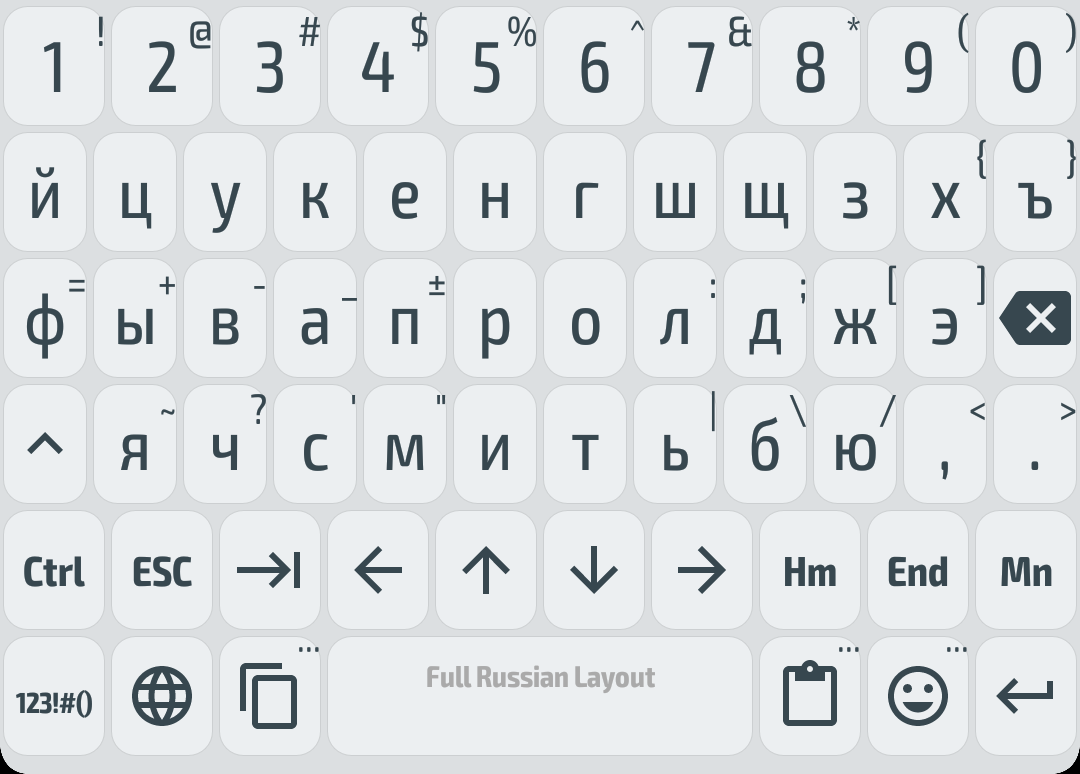 1 ! 2 @ 3 # 4 $ 5 % 6 ^ 7 & 8 * 9 ( 0 )
й ц у к е н г ш щ з х { ъ }
ф = ы + в - а _ п ± р о л : д ; ж [ э ]
я ~ ч ? с ' м " и т ь | б \ ю / , < . >
Ctrl ESC Hm End Mn
123!#() ... Full Russian Layout ... ...